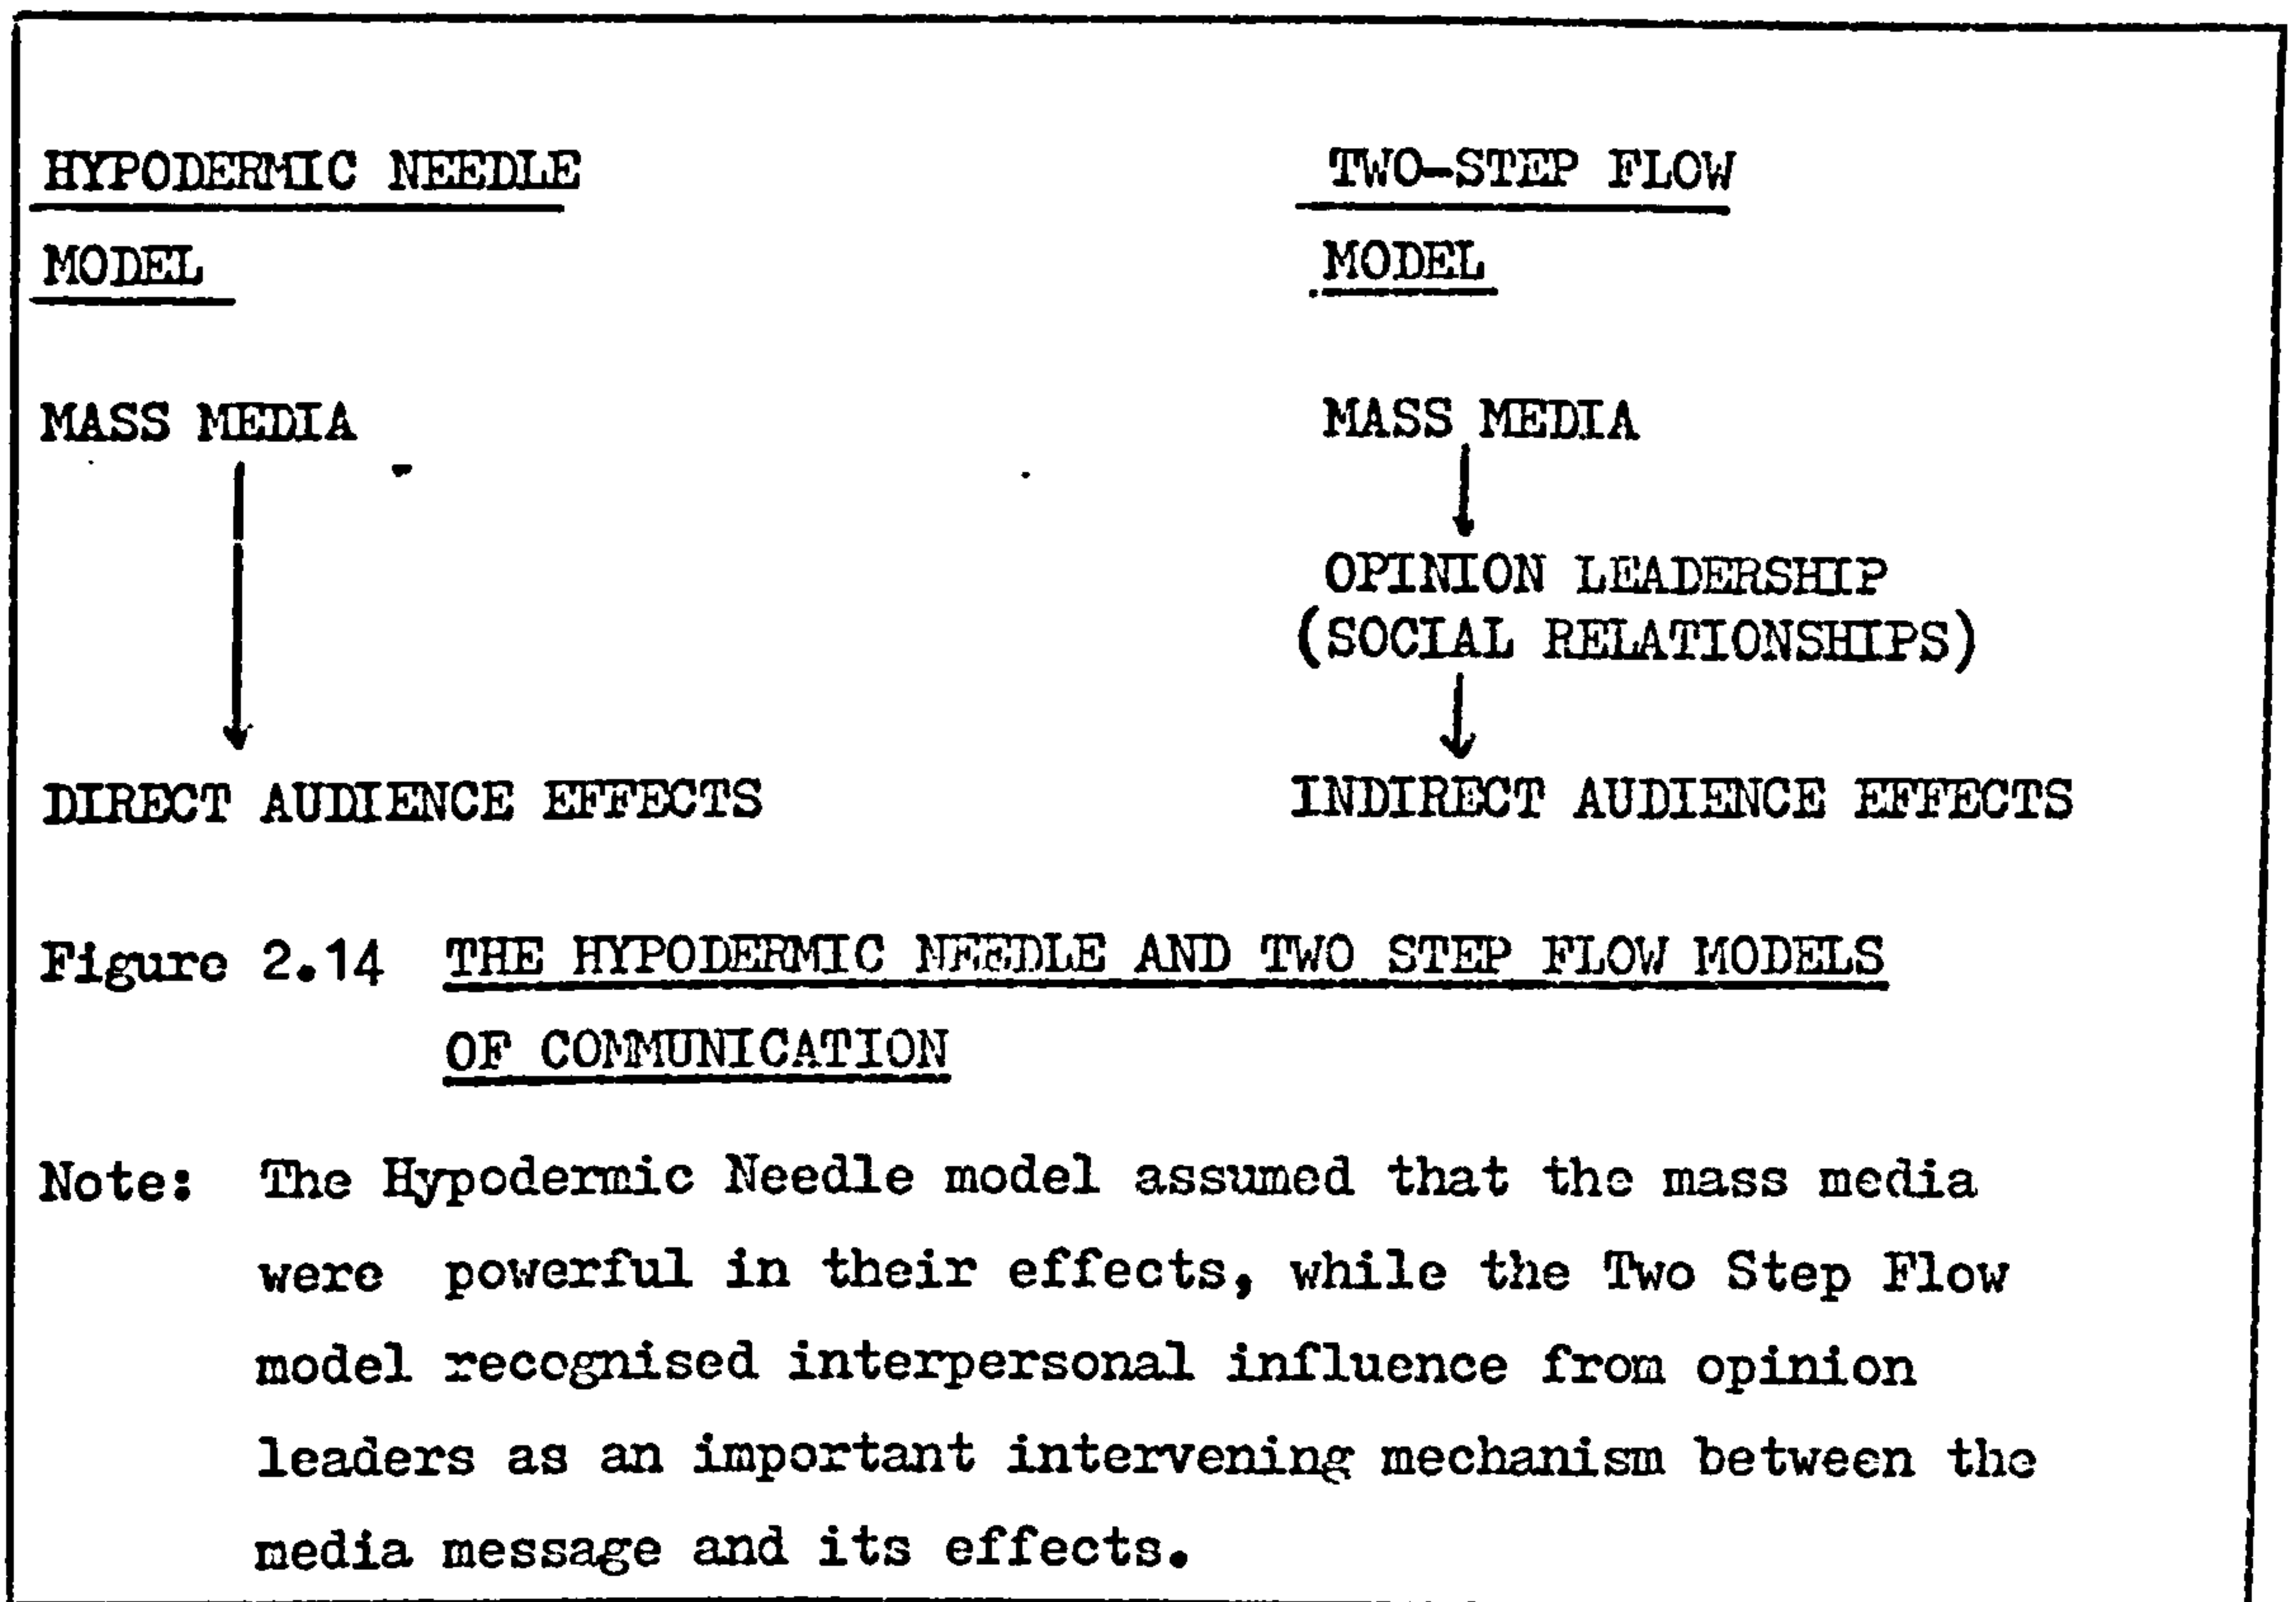 HYPODERMIC NEEDLE
MODEL
MASS MEDIA
DIRECT AUDIENCE EFFECTS
TWO-STEP FLOW
MODEL
MASS MEDIA
OPINION LEADERSHIP
(SOCIAL RELATIONSHIPS)
INDIRECT AUDIENCE EFFECTS
Figure 2.14 THE HYPODERMIC NEEDLE AND TWO STEP FLOW MODELS
OF COMMUNICATION
Note: The Hypodermic Needle model assumed that the mass media
were powerful in their effects, while the Two Step Flow
model recognised interpersonal influence from opinion
leaders as an important intervening mechanism between the
media message and its effects.